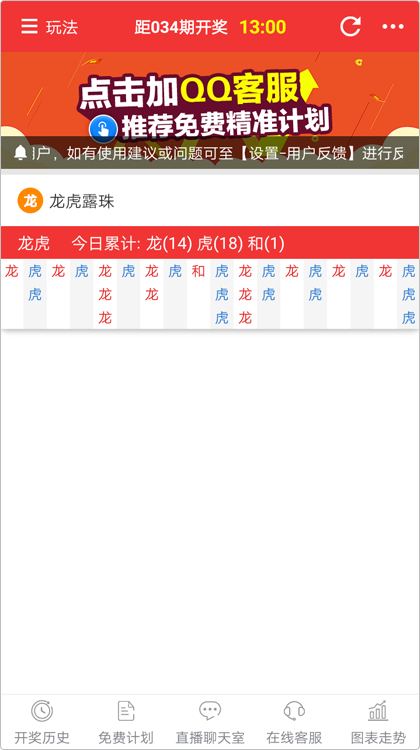 玩法 距034期开奖 13:00
点击加QQ客服
推荐免费精准计划
用户，如有使用建议或问题可至【设置-用户反馈】进行反
龙 龙虎露珠
龙虎 今日累计: 龙(14) 虎(18) 和(1)
龙 虎 龙 虎 龙 虎 龙 虎 和 虎 龙 虎 龙 虎 龙 虎 龙 虎
虎 龙 龙 虎 龙 虎 虎 虎
龙 虎 龙 虎
开奖历史 免费计划 直播聊天室 在线客服 图表走势